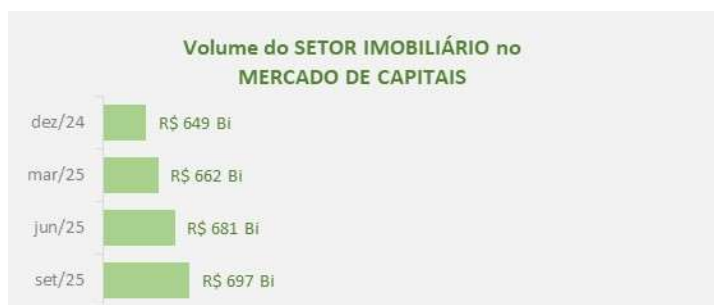 Volume do SETOR IMOBILIÁRIO no
MERCADO DE CAPITAIS
dez/24 R$ 649 Bi
mar/25 R$ 662 Bi
jun/25 R$ 681 Bi
set/25 R$ 697 Bi